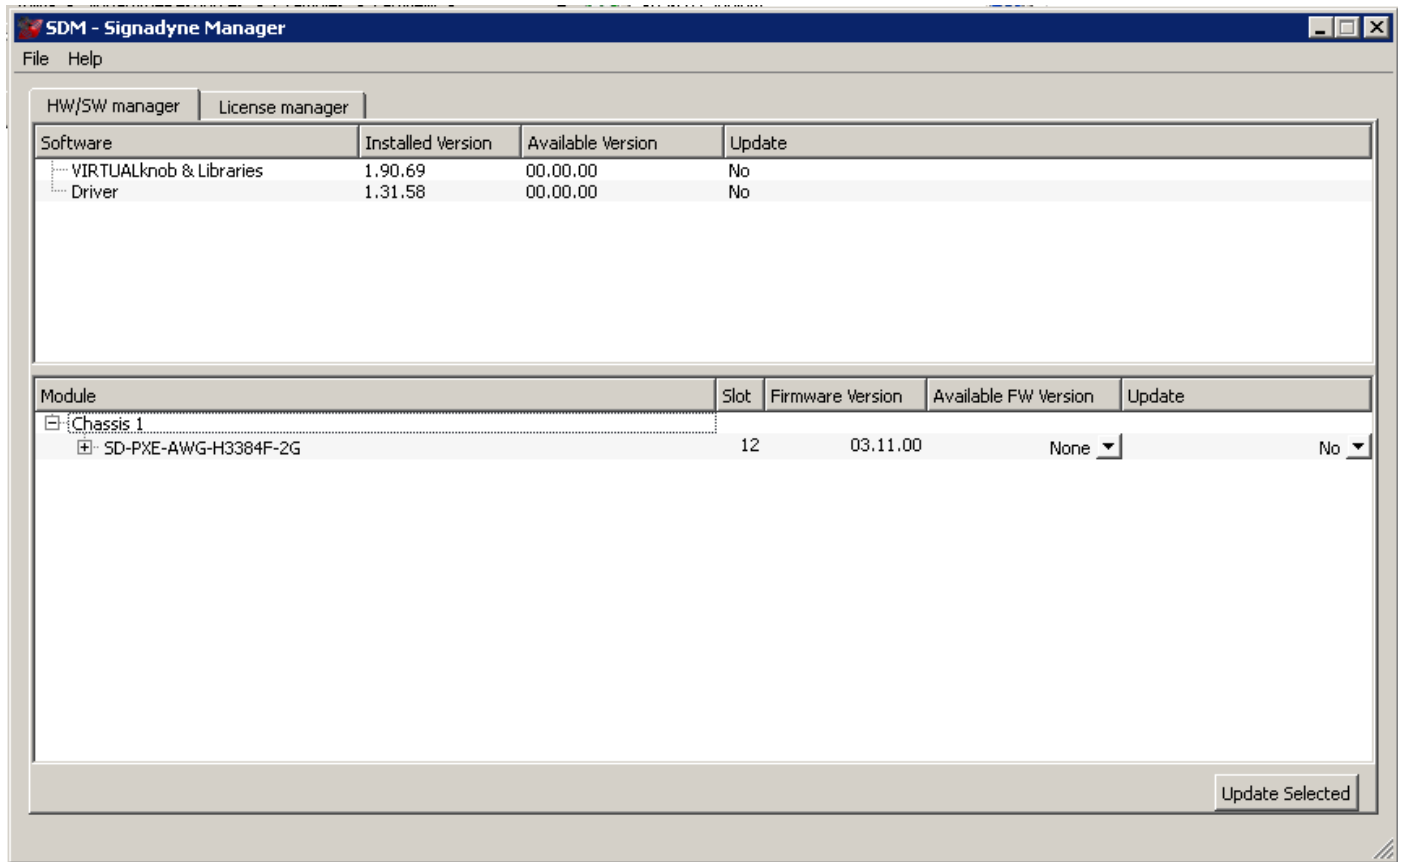 SDM - Signadyne Manager
File Help
HW/SW manager License manager
Software Installed Version Available Version Update
VIRTUALknob & Libraries 1.90.69 00.00.00 No
Driver 1.31.58 00.00.00 No
Module Slot Firmware Version Available FW Version Update
Chassis 1
SD-PXE-AWG-H3384F-2G 12 03.11.00 None No
Update Selected